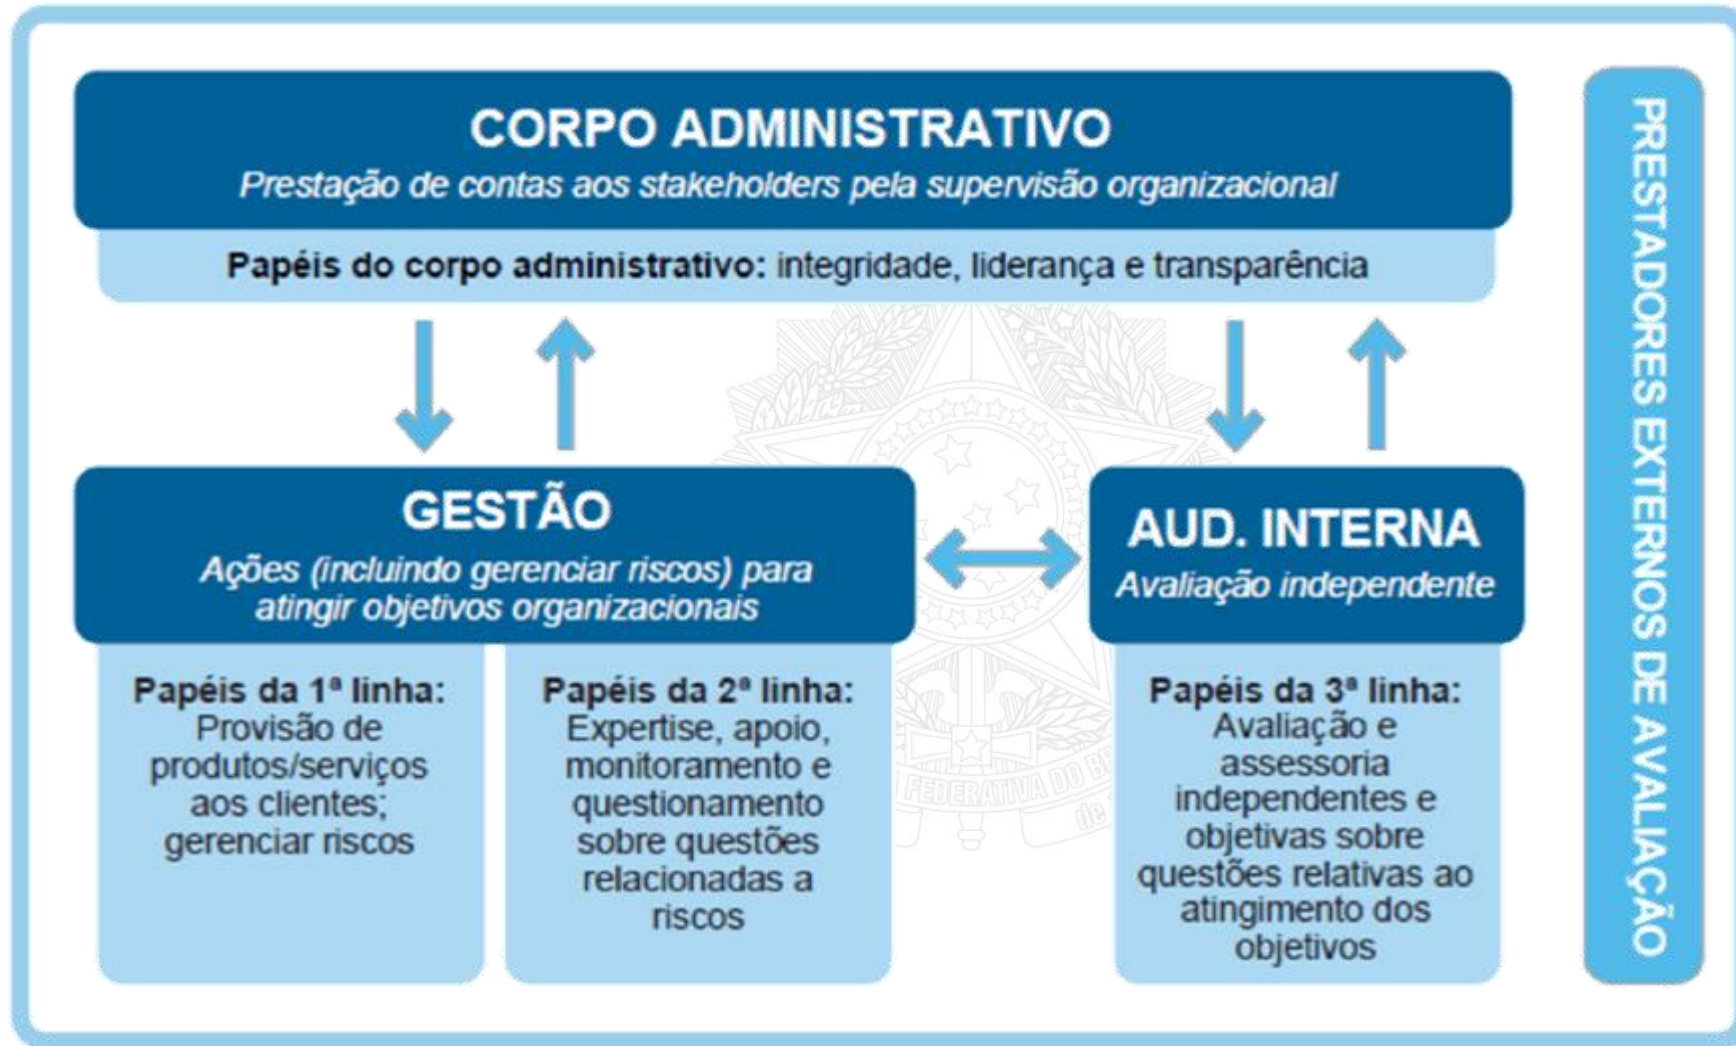 CORPO ADMINISTRATIVO
Prestação de contas aos stakeholders pela supervisão organizacional
Papéis do corpo administrativo: integridade, liderança e transparência
GESTÃO
Ações (incluindo gerenciar riscos) para
atingir objetivos organizacionais
Papéis da 1ª linha:
Provisão de
produtos/serviços
aos clientes;
gerenciar riscos
Papéis da 2ª linha:
Expertise, apoio,
monitoramento e
questionamento
sobre questões
relacionadas a
riscos
AUD. INTERNA
Avaliação independente
Papéis da 3ª linha:
Avaliação e
assessoria
independentes e
objetivas sobre
questões relativas ao
atingimento dos
objetivos
PRESTADORES EXTERNOS DE AVALIAÇÃO
FEDERATIVA DO
de